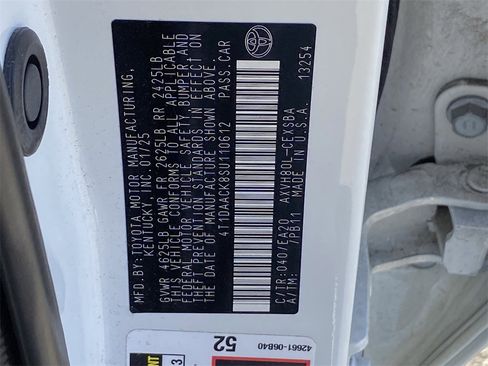 MFD.BY:TOYOTA MOTOR MANUFACTURING,
KENTUCKY, INC. 01/25
GVWR 4625LB GAWR FR 2625LB RR 2425LB
THIS VEHICLE CONFORMS TO ALL APPLICABLE
FEDERAL MOTOR VEHICLE SAFETY, BUMPER AND
THEFT PREVENTION STANDARDS IN EFFECT ON
THE DATE OF MANUFACTURE SHOWN ABOVE.
4T1DAACK8SU110612 PASS.CAR
C/TR:040/EA20 AXVH80L-CEXSBA
A/TM: /PB11 MADE IN U.S.A. 13254
42661-06B40
52